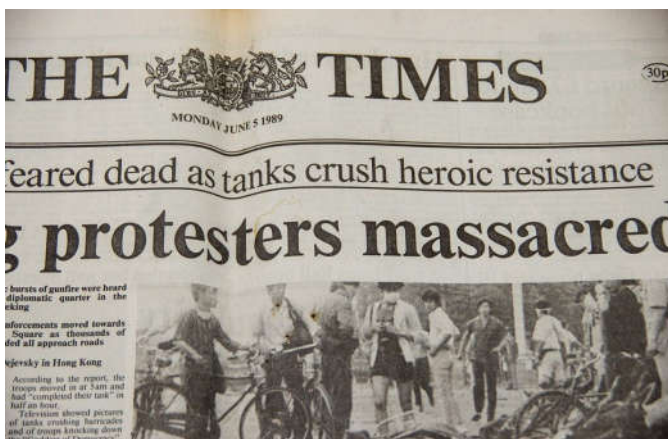 THE TIMES
MONDAY JUNE 5 1989
30p
feared dead as tanks crush heroic resistance
g protesters massacred
bursts of gunfire were heard
diplomatic quarter in the
eking
nforcements moved towards
Square as thousands of
ded all approach roads
ejevsky in Hong Kong
According to the report, the
troops moved in at 5am and
had "completed their task" in
half an hour.
Television showed pictures
of tanks crushing barricades
and of troops knocking down